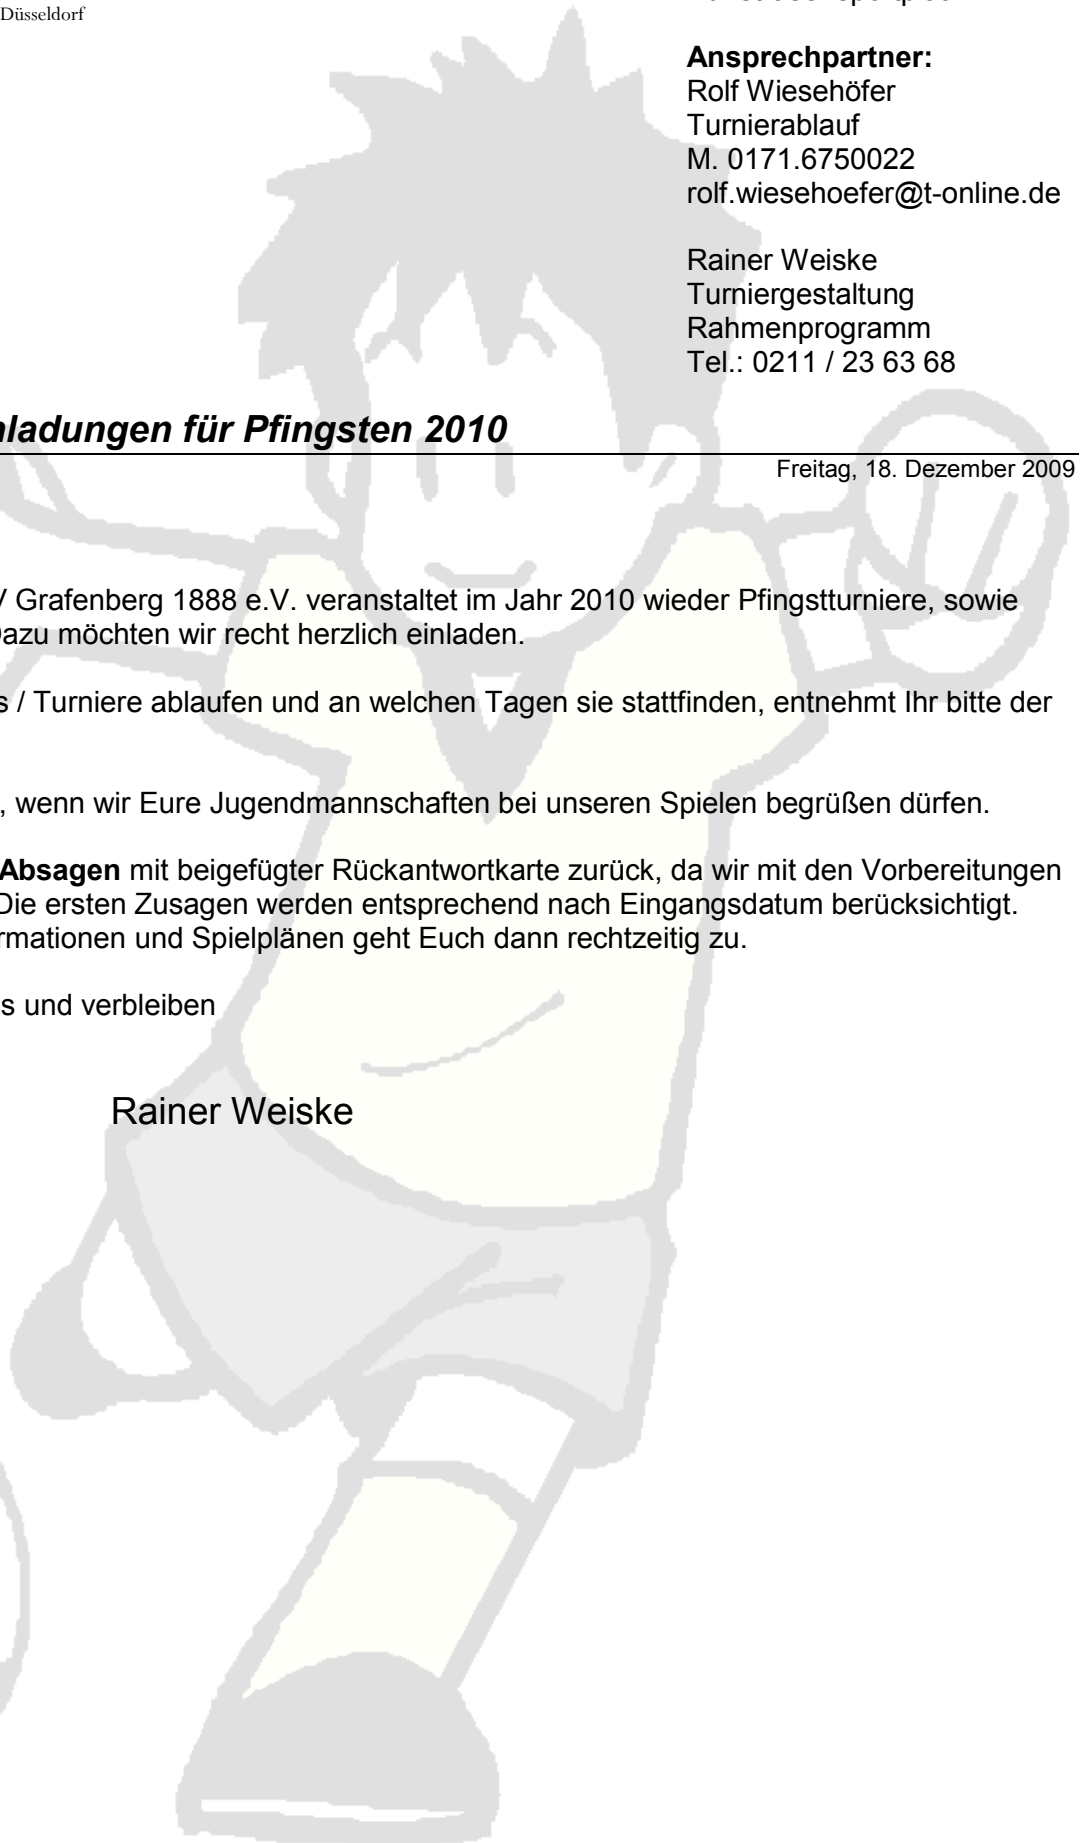 Düsseldorf
Ansprechpartner:
Rolf Wiesehöfer
Turnierablauf
M. 0171.6750022
rolf.wiesehoefer@t-online.de
Rainer Weiske
Turniergestaltung
Rahmenprogramm
Tel.: 0211 / 23 63 68
nladungen für Pfingsten 2010
Freitag, 18. Dezember 2009
V Grafenberg 1888 e.V. veranstaltet im Jahr 2010 wieder Pfingstturniere, sowie
Dazu möchten wir recht herzlich einladen.
s / Turniere ablaufen und an welchen Tagen sie stattfinden, entnehmt Ihr bitte der
, wenn wir Eure Jugendmannschaften bei unseren Spielen begrüßen dürfen.
Absagen mit beigefügter Rückantwortkarte zurück, da wir mit den Vorbereitungen
Die ersten Zusagen werden entsprechend nach Eingangsdatum berücksichtigt.
rmationen und Spielplänen geht Euch dann rechtzeitig zu.
s und verbleiben
Rainer Weiske